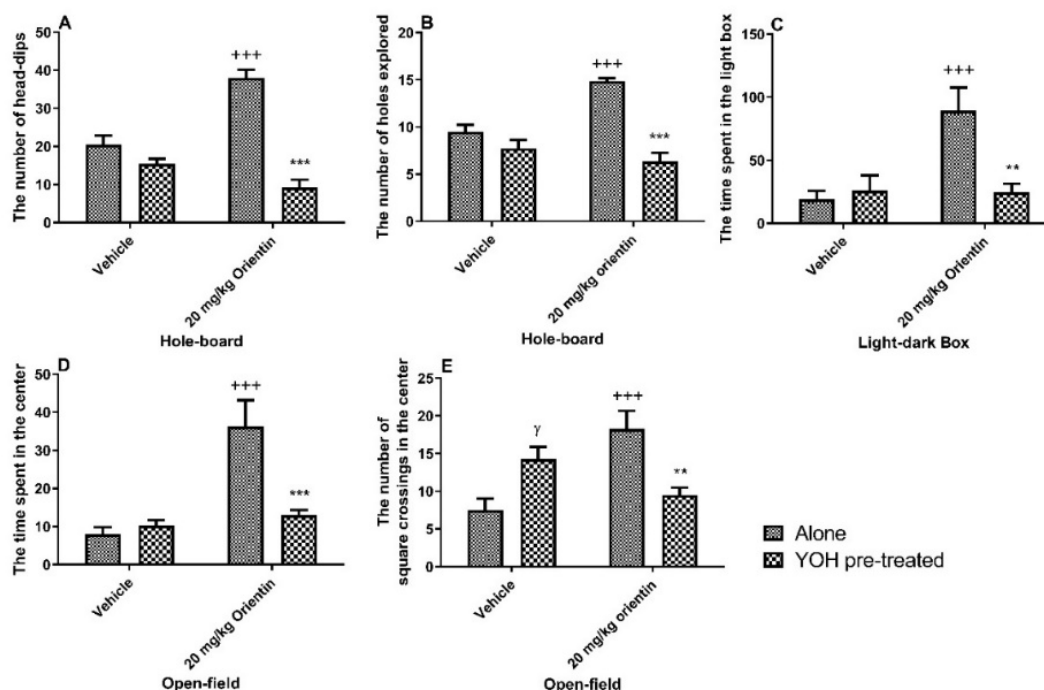 A
The number of head-dips
50
40
30
20
10
0
+++
***
Vehicle
20 mg/kg Orientin
Hole-board
B
The number of holes explored
20
15
10
5
0
+++
***
Vehicle
20 mg/kg orientin
Hole-board
C
The time spent in the light box
150
100
50
0
+++
**
Vehicle
20 mg/kg Orientin
Light-dark Box
D
The time spent in the center
50
40
30
20
10
0
+++
***
Vehicle
20 mg/kg Orientin
Open-field
E
The number of
square crossings in the center
25
20
15
10
5
0
γ
+++
**
Vehicle
20 mg/kg orientin
Open-field
Alone
YOH pre-treated